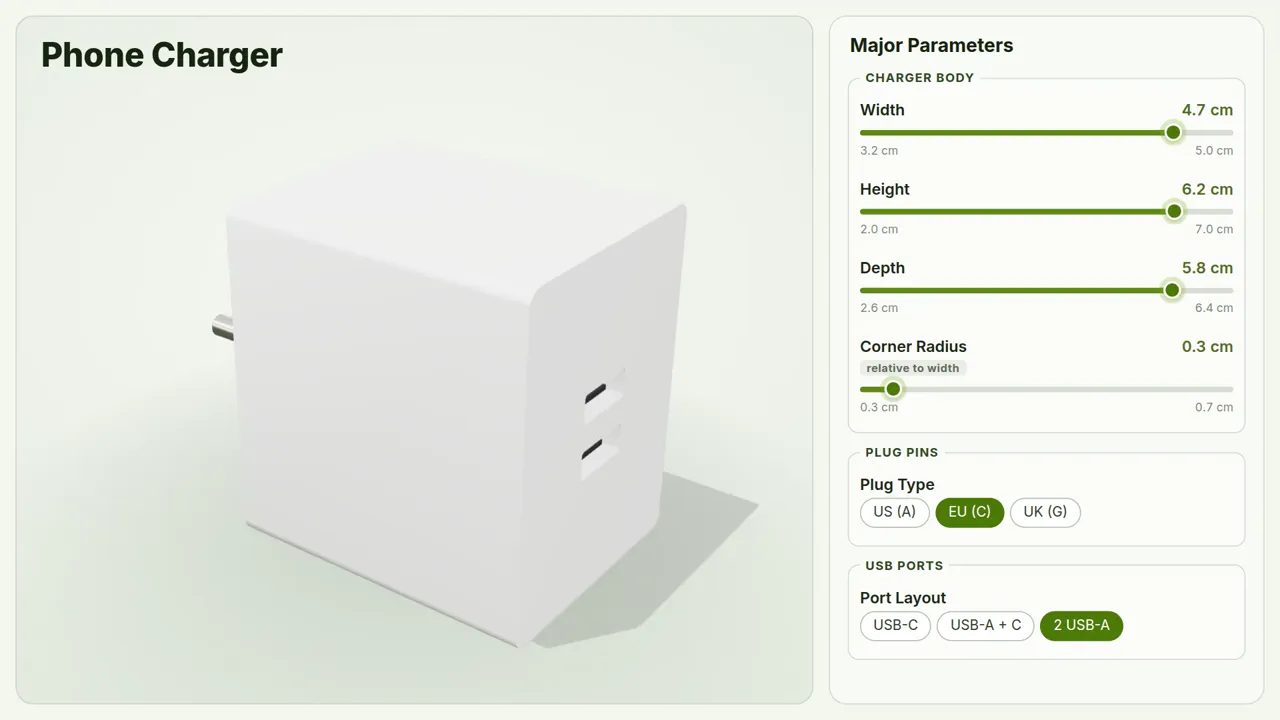 Phone Charger
Major Parameters
CHARGER BODY
Width 4.7 cm
3.2 cm 5.0 cm
Height 6.2 cm
2.0 cm 7.0 cm
Depth 5.8 cm
2.6 cm 6.4 cm
Corner Radius 0.3 cm
relative to width
0.3 cm 0.7 cm
PLUG PINS
Plug Type
US (A) EU (C) UK (G)
USB PORTS
Port Layout
USB-C USB-A + C 2 USB-A